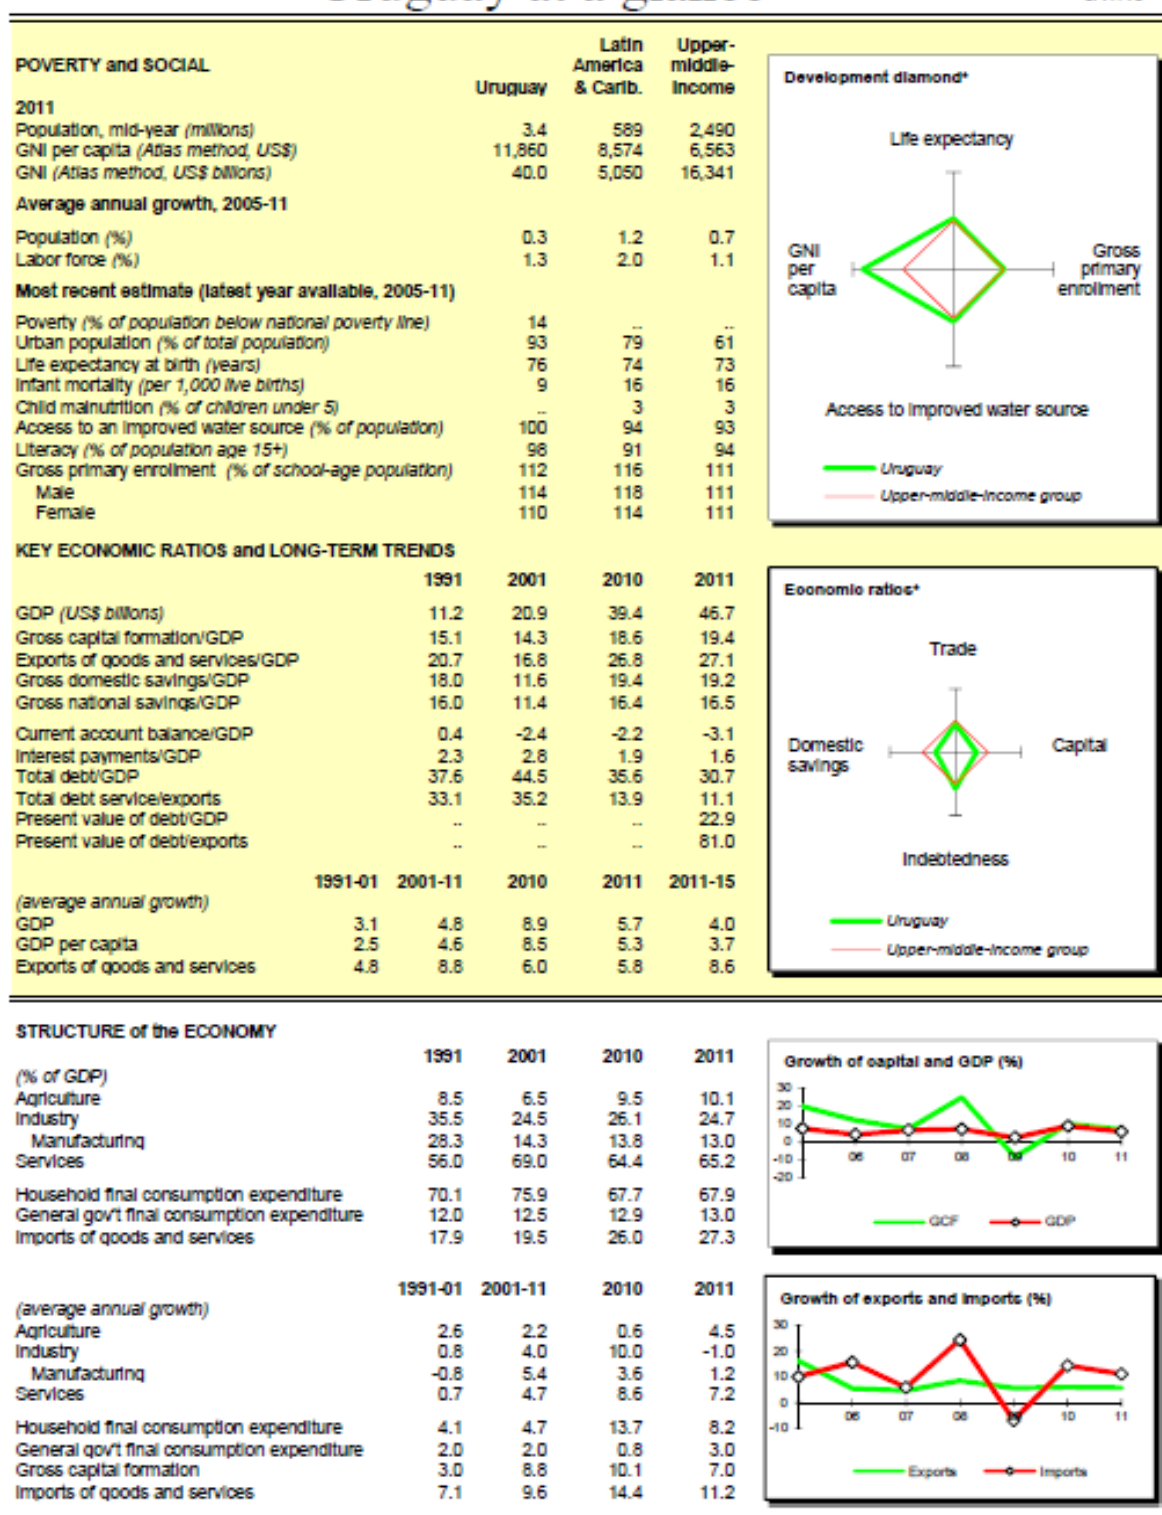 Uruguay at a glance
POVERTY and SOCIAL
Uruguay
Latin America & Carib.
Upper-middle-income
2011
Population, mid-year (millions) 3.4 589 2,490
GNI per capita (Atlas method, US$) 11,860 8,574 6,563
GNI (Atlas method, US$ billions) 40.0 5,050 16,341
Average annual growth, 2005-11
Population (%) 0.3 1.2 0.7
Labor force (%) 1.3 2.0 1.1
Most recent estimate (latest year available, 2005-11)
Poverty (% of population below national poverty line) 14 .. ..
Urban population (% of total population) 93 79 61
Life expectancy at birth (years) 76 74 73
Infant mortality (per 1,000 live births) 9 16 16
Child malnutrition (% of children under 5) .. 3 3
Access to an improved water source (% of population) 100 94 93
Literacy (% of population age 15+) 98 91 94
Gross primary enrollment (% of school-age population) 112 116 111
Male 114 118 111
Female 110 114 111
Development diamond*
Life expectancy
GNI per capita
Gross primary enrollment
Access to improved water source
Uruguay
Upper-middle-income group
KEY ECONOMIC RATIOS and LONG-TERM TRENDS
1991 2001 2010 2011
GDP (US$ billions) 11.2 20.9 39.4 46.7
Gross capital formation/GDP 15.1 14.3 18.6 19.4
Exports of goods and services/GDP 20.7 16.8 26.8 27.1
Gross domestic savings/GDP 18.0 11.6 19.4 19.2
Gross national savings/GDP 16.0 11.4 16.4 16.5
Current account balance/GDP 0.4 -2.4 -2.2 -3.1
Interest payments/GDP 2.3 2.8 1.9 1.6
Total debt/GDP 37.6 44.5 35.6 30.7
Total debt service/exports 33.1 35.2 13.9 11.1
Present value of debt/GDP .. .. .. 22.9
Present value of debt/exports .. .. .. 81.0
1991-01 2001-11 2010 2011 2011-15
(average annual growth)
GDP 3.1 4.8 8.9 5.7 4.0
GDP per capita 2.5 4.6 8.5 5.3 3.7
Exports of goods and services 4.8 8.8 6.0 5.8 8.6
Economic ratios*
Trade
Domestic savings
Capital
Indebtedness
Uruguay
Upper-middle-income group
STRUCTURE of the ECONOMY
1991 2001 2010 2011
(% of GDP)
Agriculture 8.5 6.5 9.5 10.1
Industry 35.5 24.5 26.1 24.7
Manufacturing 28.3 14.3 13.8 13.0
Services 56.0 69.0 64.4 65.2
Household final consumption expenditure 70.1 75.9 67.7 67.9
General gov't final consumption expenditure 12.0 12.5 12.9 13.0
Imports of goods and services 17.9 19.5 26.0 27.3
Growth of capital and GDP (%)
30
20
10
0
-10
-20
06 07 08 09 10 11
GCF GDP
1991-01 2001-11 2010 2011
(average annual growth)
Agriculture 2.6 2.2 0.6 4.5
Industry 0.8 4.0 10.0 -1.0
Manufacturing -0.8 5.4 3.6 1.2
Services 0.7 4.7 8.6 7.2
Household final consumption expenditure 4.1 4.7 13.7 8.2
General gov't final consumption expenditure 2.0 2.0 0.8 3.0
Gross capital formation 3.0 8.8 10.1 7.0
Imports of goods and services 7.1 9.6 14.4 11.2
Growth of exports and imports (%)
30
20
10
0
-10
06 07 08 09 10 11
Exports Imports